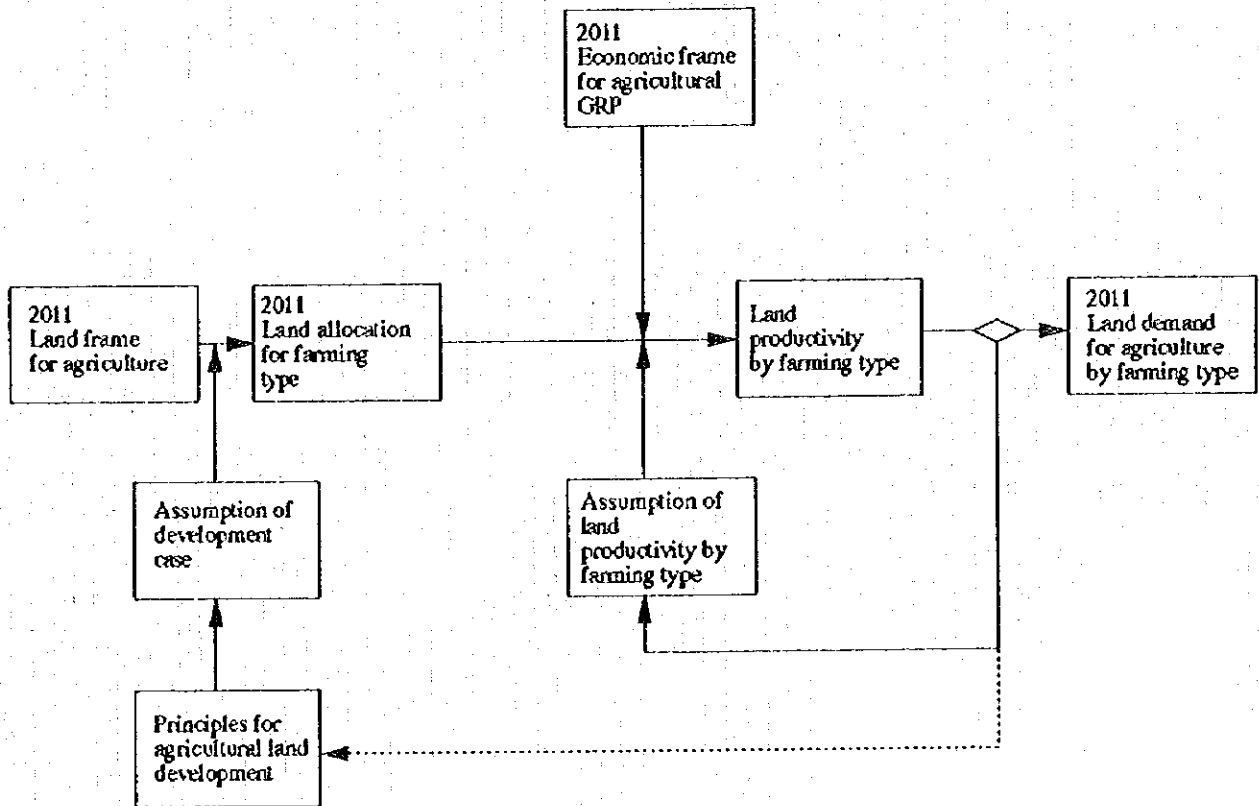 2011
Economic frame
for agricultural
GRP
2011
Land frame
for agriculture
2011
Land allocation
for farming
type
Land
productivity
by farming type
2011
Land demand
for agriculture
by farming type
Assumption of
development
case
Assumption of
land
productivity by
farming type
Principles for
agricultural land
development